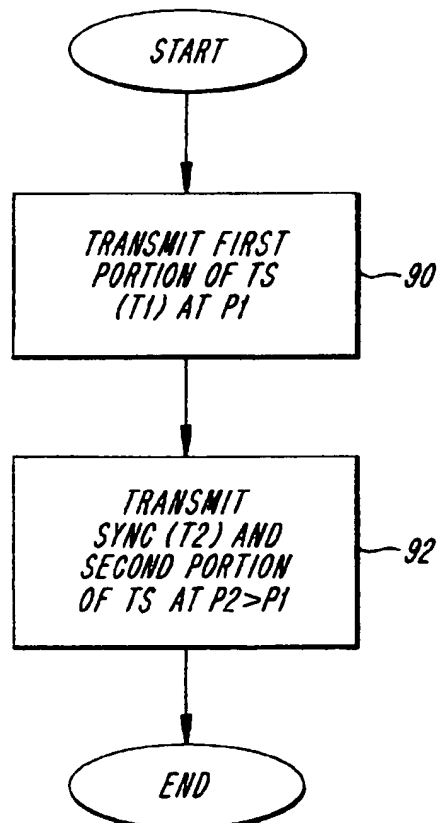 START
TRANSMIT FIRST
PORTION OF TS
(T1) AT P1
90
TRANSMIT
SYNC (T2) AND
SECOND PORTION
OF TS AT P2>P1
92
END